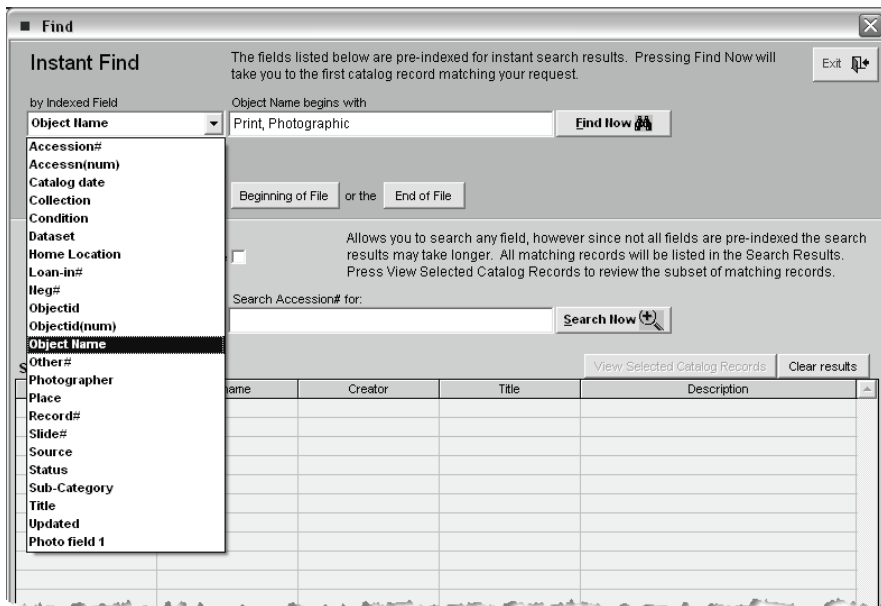 Find
Instant Find
The fields listed below are pre-indexed for instant search results. Pressing Find Now will
take you to the first catalog record matching your request.
Exit
by Indexed Field
Object Name begins with
Object Name
Print, Photographic
Find Now
Accession#
Accessn(num)
Catalog date
Collection
Condition
Dataset
Home Location
Loan-in#
Neg#
Objectid
Objectid(num)
Object Name
Other#
Photographer
Place
Record#
Slide#
Source
Status
Sub-Category
Title
Updated
Photo field 1
Beginning of File
or the
End of File
Allows you to search any field, however since not all fields are pre-indexed the search
results may take longer. All matching records will be listed in the Search Results.
Press View Selected Catalog Records to review the subset of matching records.
Search Accession# for:
Search Now
S
View Selected Catalog Records
Clear results
name
Creator
Title
Description